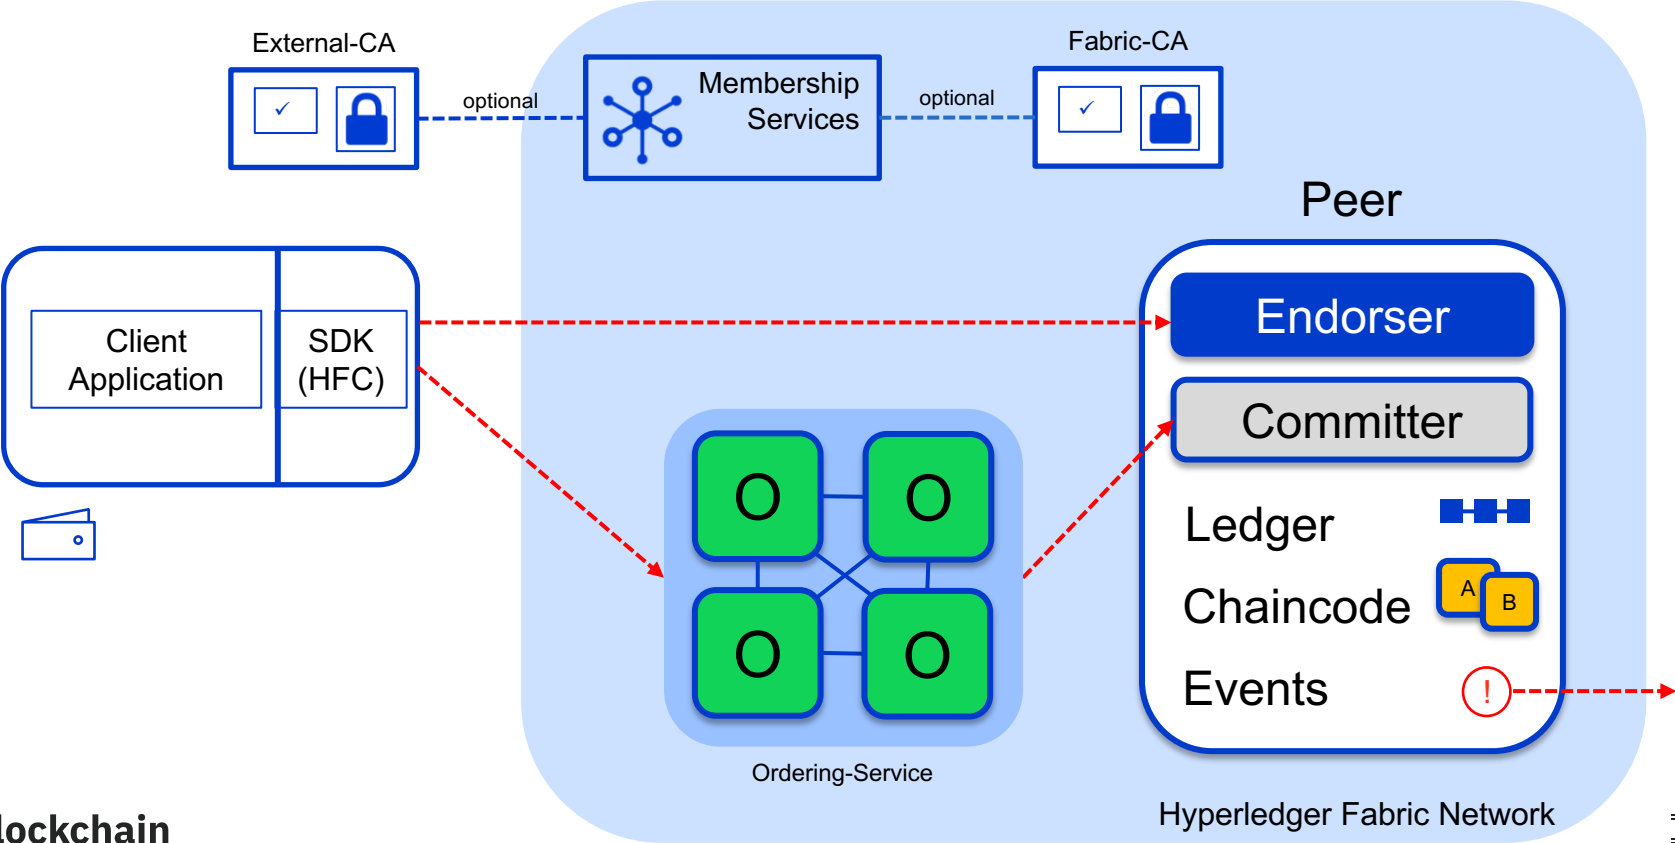 External-CA
optional
Membership
Services
optional
Fabric-CA
Peer
Client
Application
SDK
(HFC)
Endorser
Committer
Ledger
Chaincode
A
B
Events
!
O
O
O
O
Ordering-Service
Hyperledger Fabric Network
lockchain